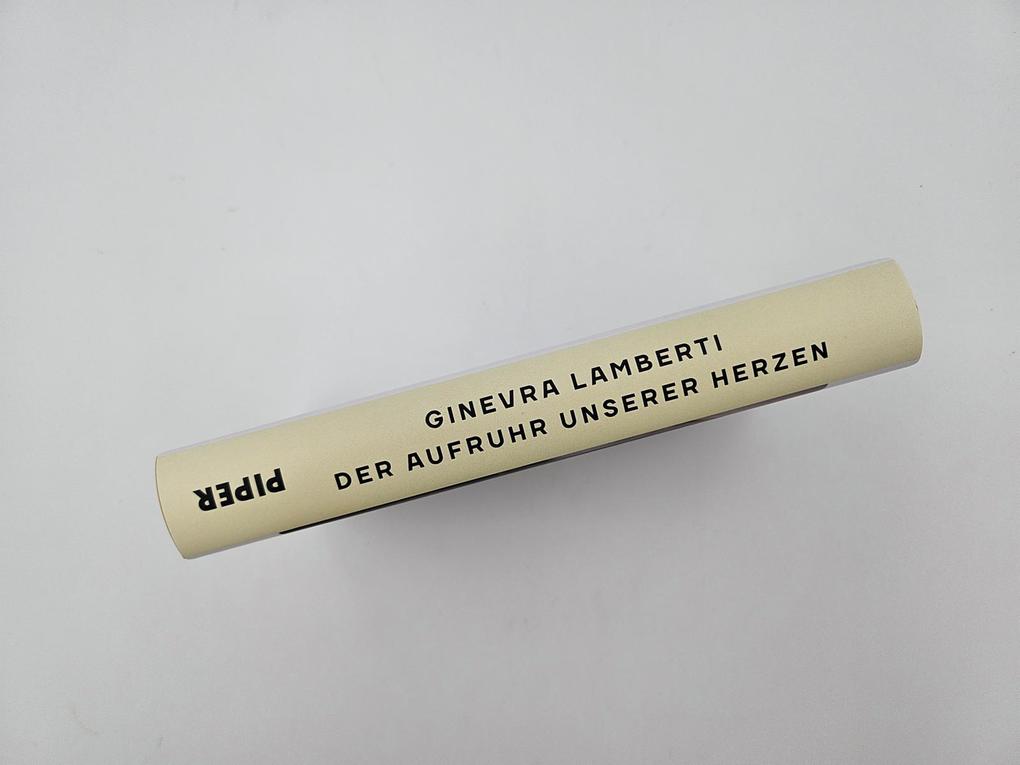 GINEVRA LAMBERTI
DER AUFRUHR UNSERER HERZEN
PIPER